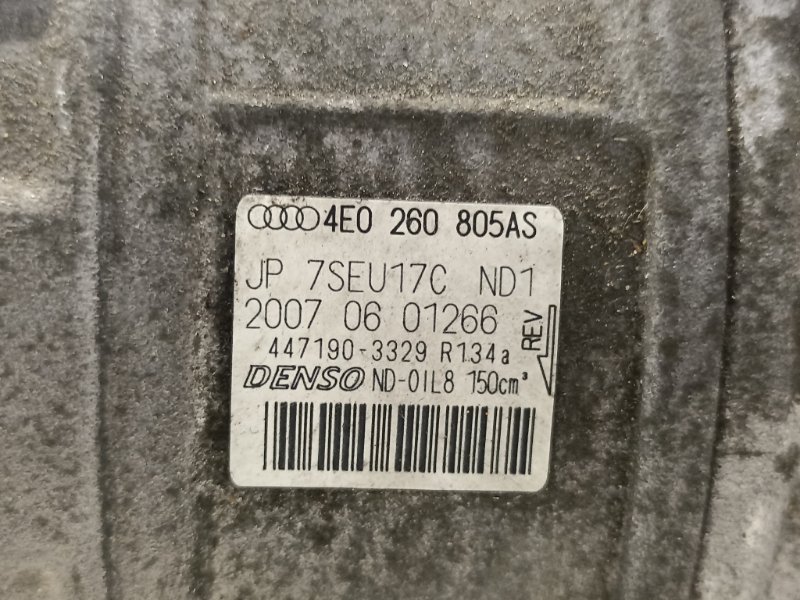 4E0 260 805AS
JP 7SEU17C ND1
2007 06 01266
REV
447190-3329 R134a
DENSO ND-OIL8 150cm³